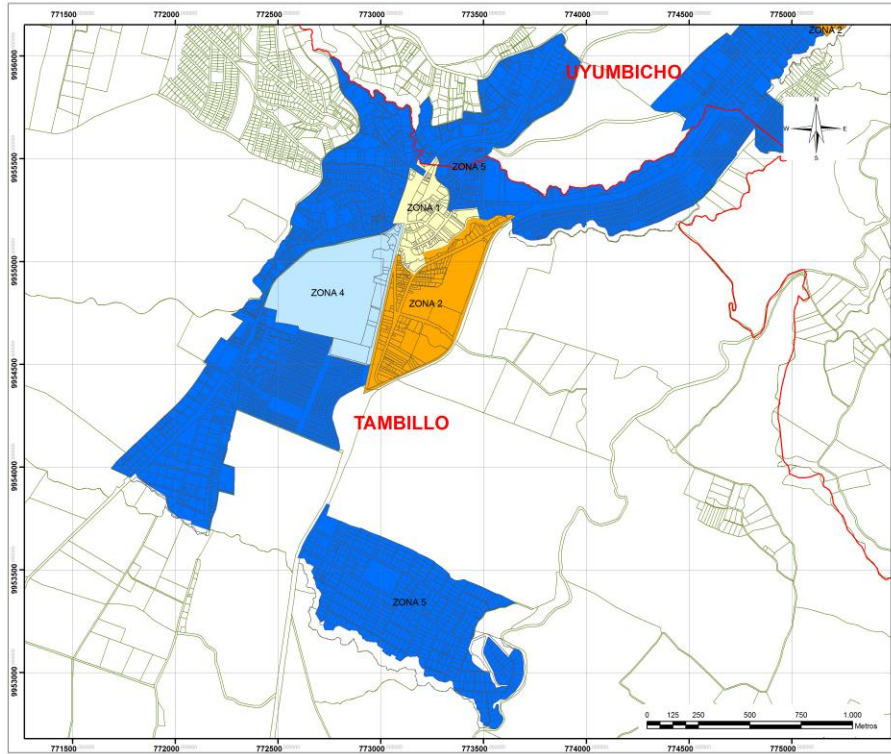 771500 772000 772500 773000 773500 774000 774500 775000
ZONA 2
9956000
UYUMBICHO
N
W E
S
9955500
ZONA 5
ZONA 1
9955000
ZONA 4
ZONA 2
9954500
TAMBILLO
9954000
9953500
ZONA 5
9953000
0 125 250 500 750 1.000
Metros
771500 772000 772500 773000 773500 774000 774500 775000